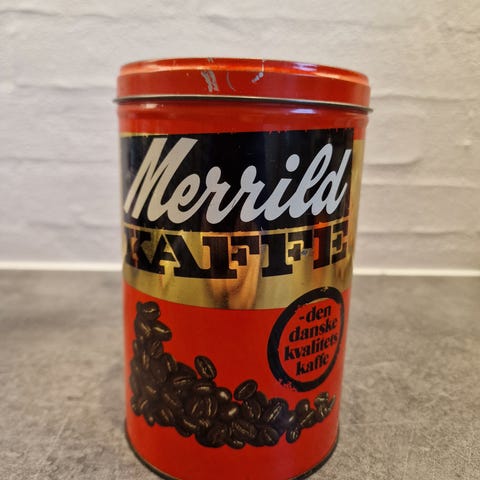 Merrild
KAFFE
-den
danske
kvalitets
kaffe